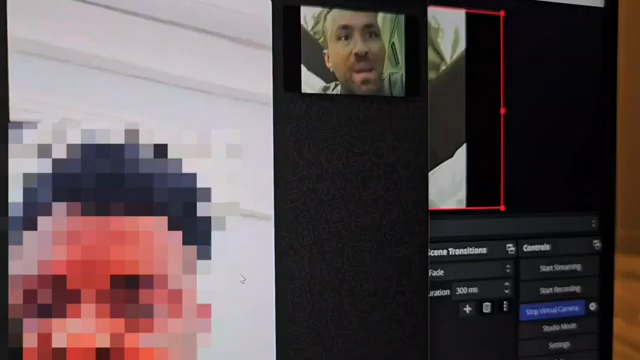 Scene Transitions
Controls
Fade
Start Streaming
uration
300 ms
Start Recording
Stop Virtual Camera
Studio Mode
Settings